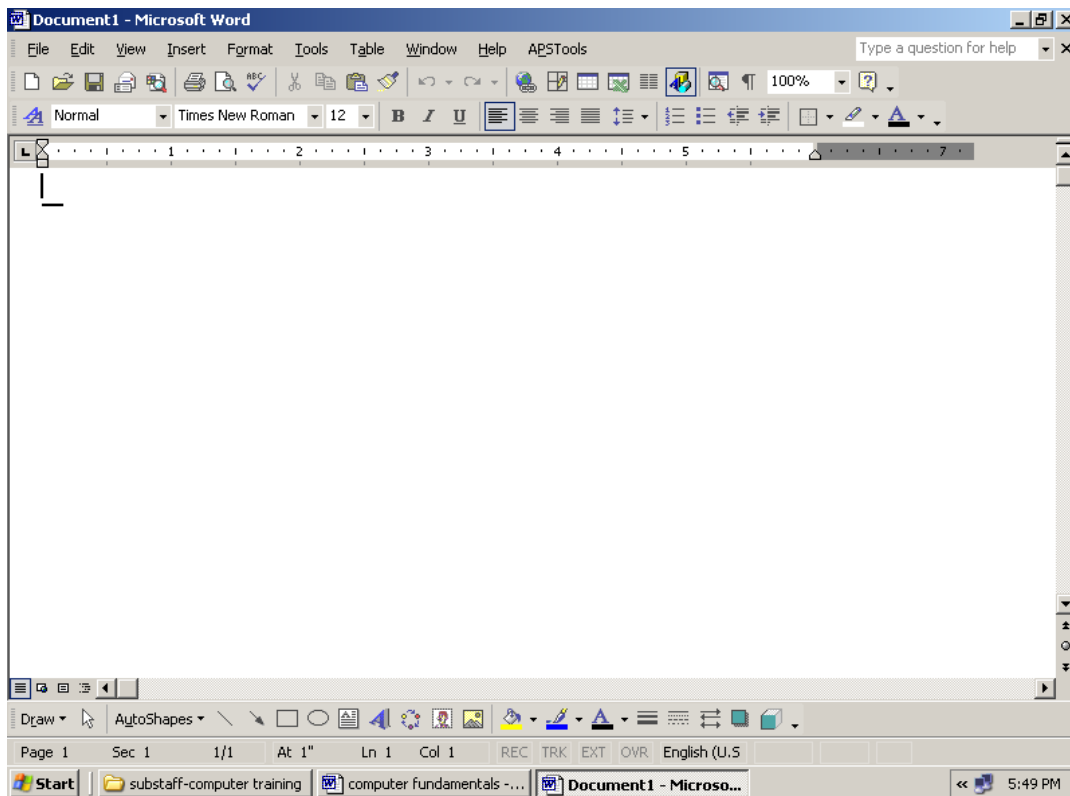 Document1 - Microsoft Word
File Edit View Insert Format Tools Table Window Help APSTools Type a question for help
100%
Normal Times New Roman 12 B I U
1 2 3 4 5 7
Draw AutoShapes
Page 1 Sec 1 1/1 At 1" Ln 1 Col 1 REC TRK EXT OVR English (U.S
Start substaff-computer training computer fundamentals -... Document1 - Microso... « 5:49 PM